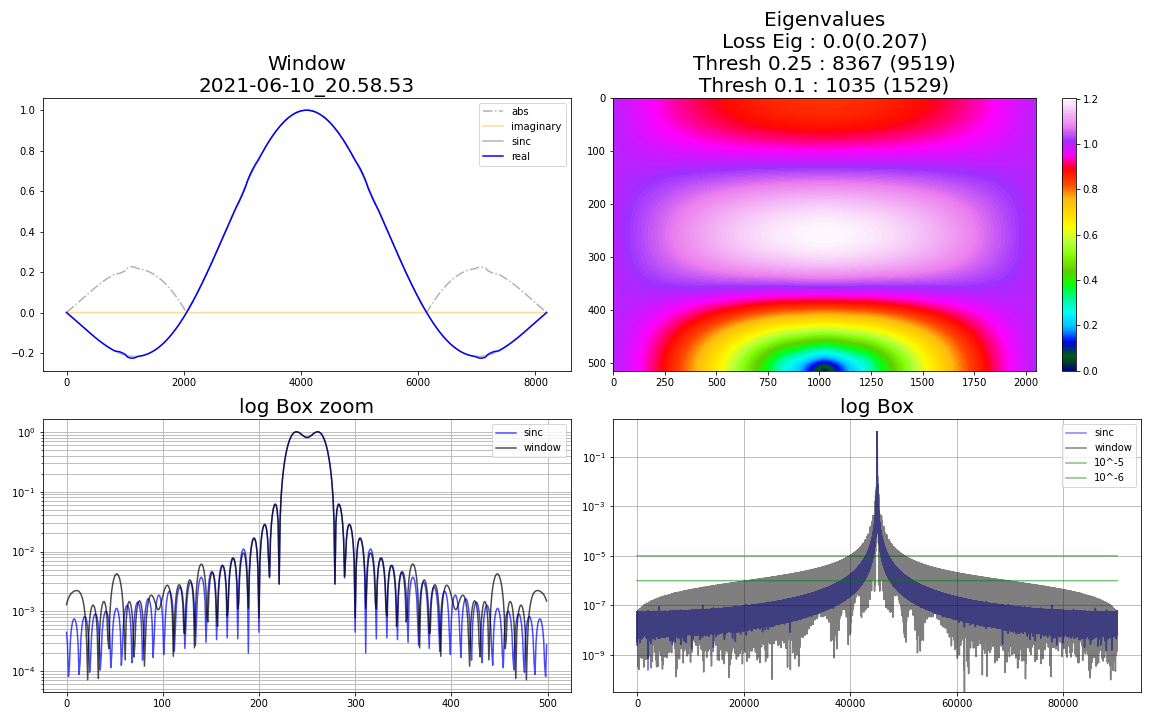 Window
2021-06-10_20.58.53
1.0
0.8
0.6
0.4
0.2
0.0
−0.2
0 2000 4000 6000 8000
abs
imaginary
sinc
real
Eigenvalues
Loss Eig : 0.0(0.207)
Thresh 0.25 : 8367 (9519)
Thresh 0.1 : 1035 (1529)
0
100
200
300
400
500
0 250 500 750 1000 1250 1500 1750 2000
1.2
1.0
0.8
0.6
0.4
0.2
0.0
log Box zoom
10⁰
10⁻¹
10⁻²
10⁻³
10⁻⁴
0 100 200 300 400 500
sinc
window
log Box
10⁻¹
10⁻³
10⁻⁵
10⁻⁷
10⁻⁹
0 20000 40000 60000 80000
sinc
window
10^-5
10^-6